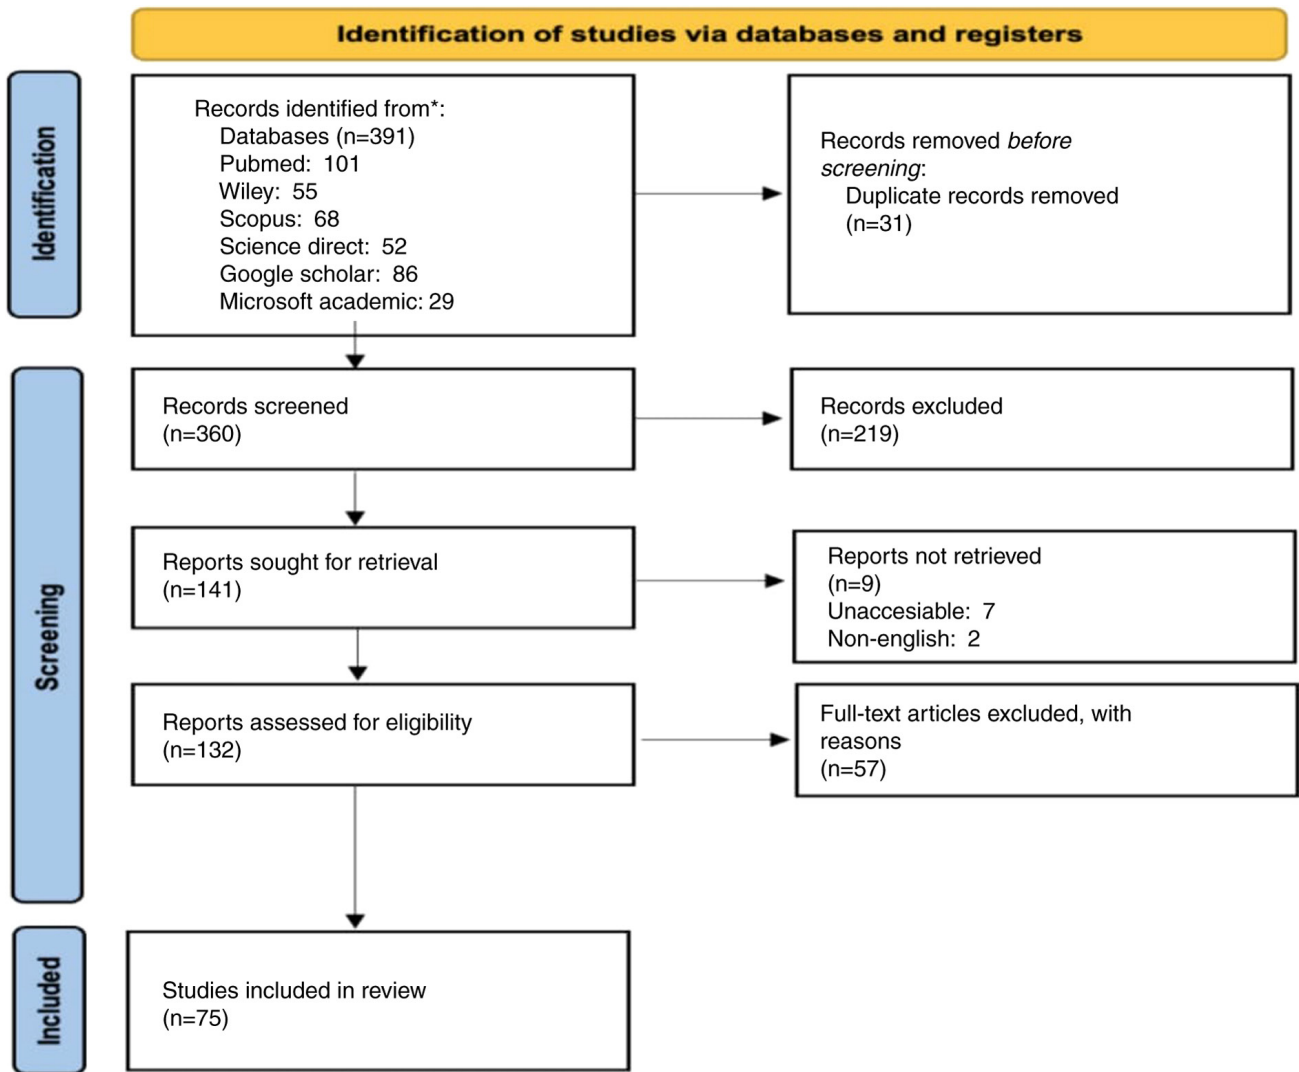 Identification of studies via databases and registers
Identification
Records identified from*:
Databases (n=391)
Pubmed: 101
Wiley: 55
Scopus: 68
Science direct: 52
Google scholar: 86
Microsoft academic: 29
Records removed before
screening:
Duplicate records removed
(n=31)
Screening
Records screened
(n=360)
Records excluded
(n=219)
Reports sought for retrieval
(n=141)
Reports not retrieved
(n=9)
Unaccesiable: 7
Non-english: 2
Reports assessed for eligibility
(n=132)
Full-text articles excluded, with
reasons
(n=57)
Included
Studies included in review
(n=75)